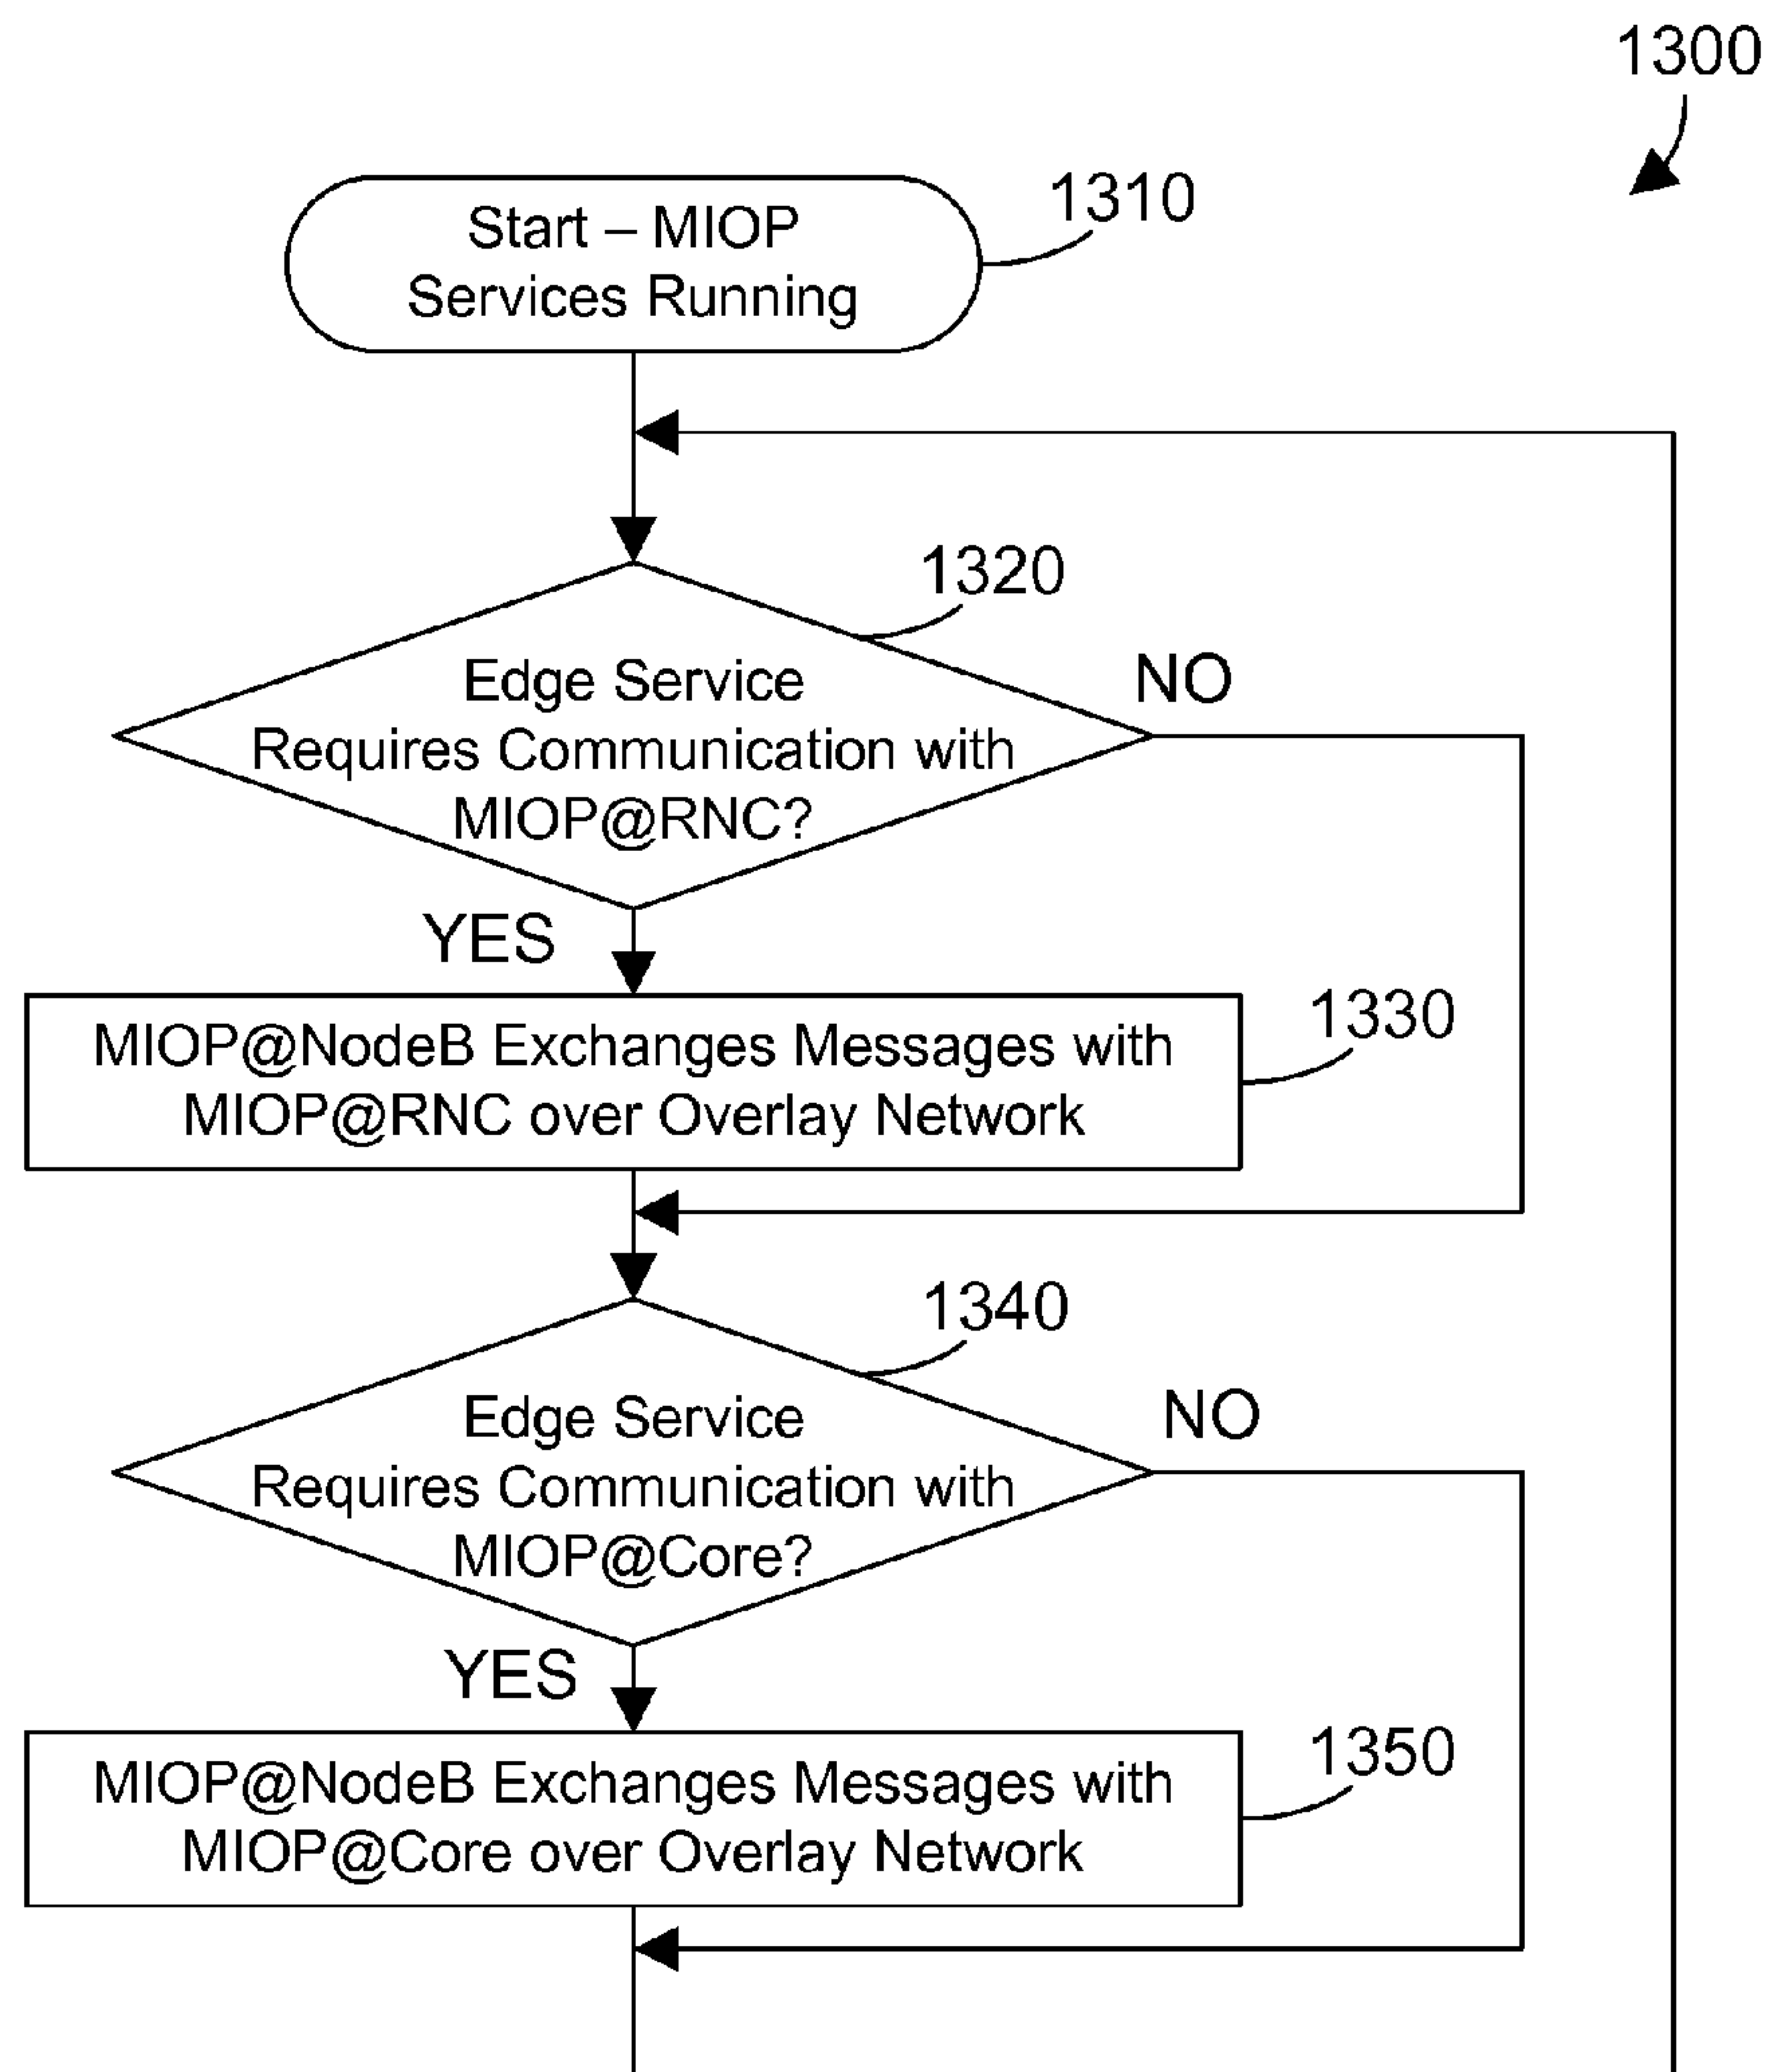 1300
Start – MIOP
Services Running
1310
1320
Edge Service
Requires Communication with
MIOP@RNC?
NO
YES
MIOP@NodeB Exchanges Messages with
MIOP@RNC over Overlay Network
1330
1340
Edge Service
Requires Communication with
MIOP@Core?
NO
YES
MIOP@NodeB Exchanges Messages with
MIOP@Core over Overlay Network
1350